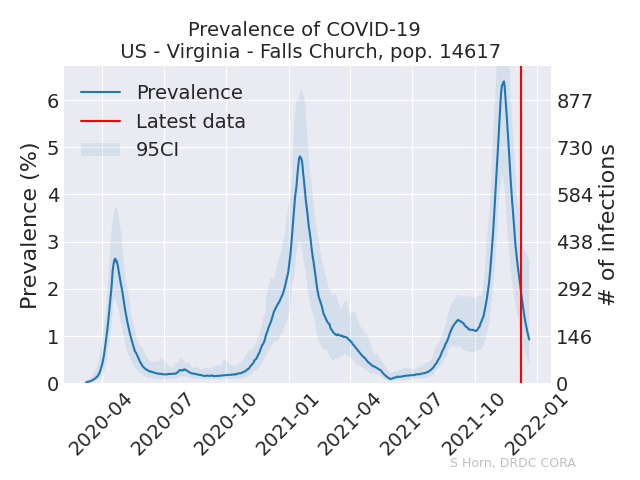 Prevalence of COVID-19
US - Virginia - Falls Church, pop. 14617
Prevalence
Latest data
95CI
Prevalence (%)
6
5
4
3
2
1
0
877
730
584
438
292
146
0
# of infections
2020-04
2020-07
2020-10
2021-01
2021-04
2021-07
2021-10
2022-01
S Horn, DRDC CORA